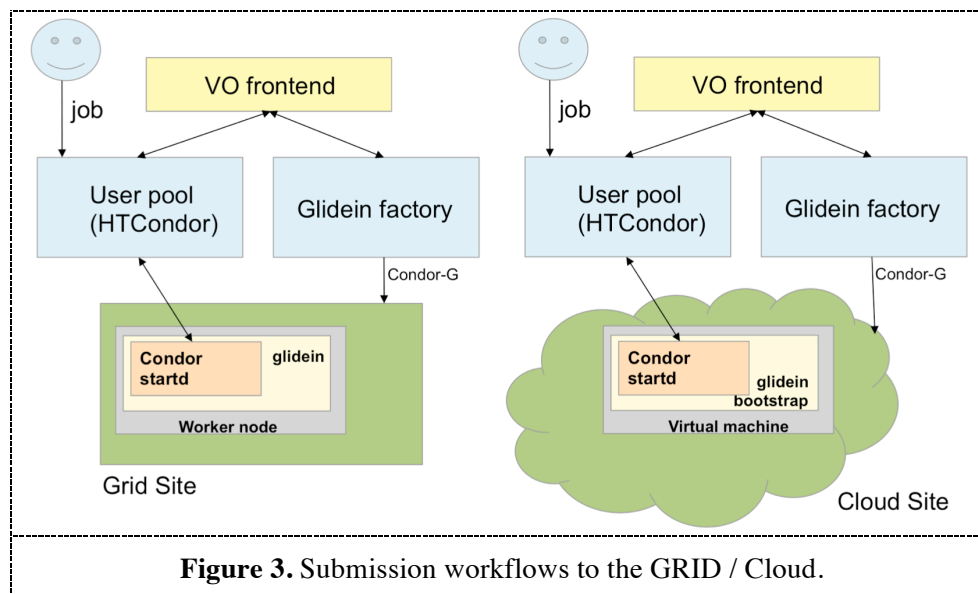 VO frontend
job
User pool
(HTCondor)
Glidein factory
Condor-G
Condor
startd
glidein
Worker node
Grid Site
VO frontend
job
User pool
(HTCondor)
Glidein factory
Condor-G
Condor
startd
glidein
bootstrap
Virtual machine
Cloud Site
Figure 3. Submission workflows to the GRID / Cloud.